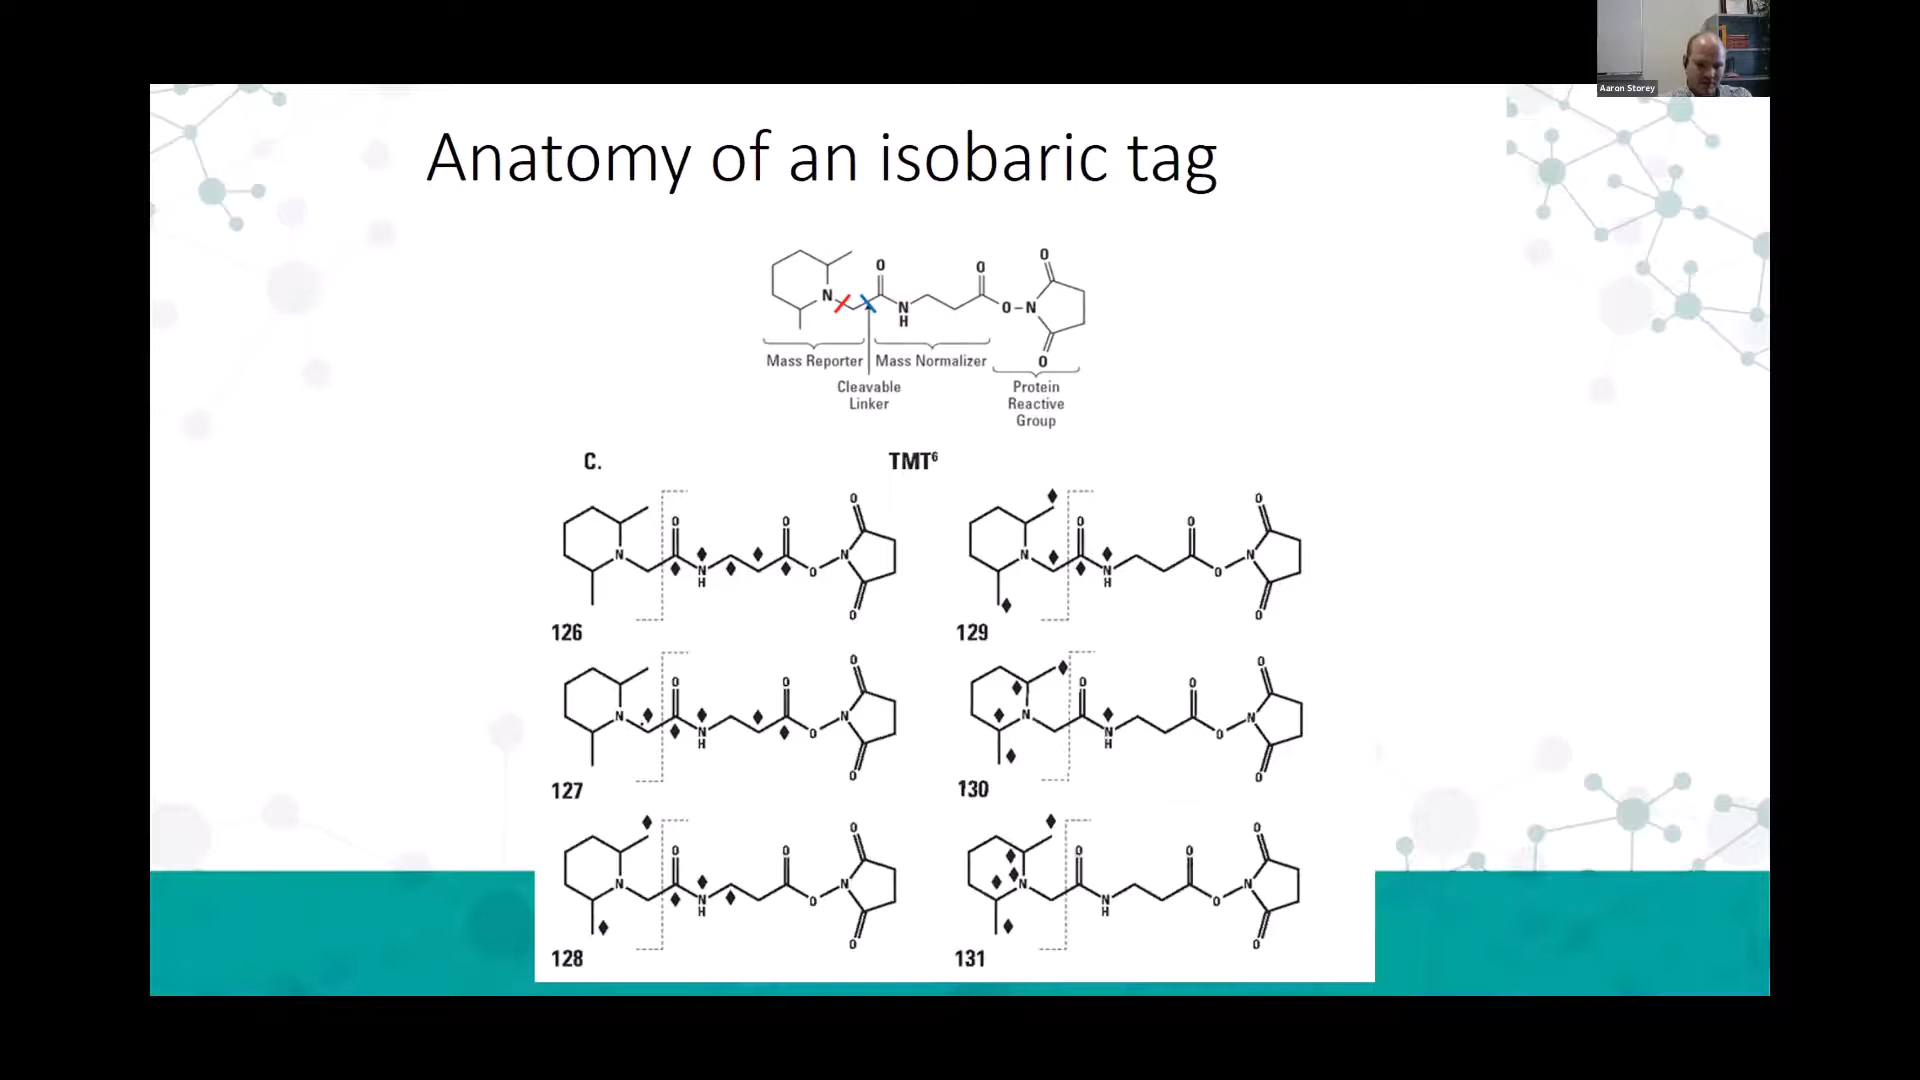 Aaron Storey
Anatomy of an isobaric tag
O
O
O
N
N
H
O
N
O
Mass Reporter
Mass Normalizer
Cleavable
Linker
Protein
Reactive
Group
C.
TMT⁶
O
O
O
N
N
H
O
N
O
126
O
O
O
N
N
H
O
N
O
129
O
O
O
N
N
H
O
N
O
127
O
O
O
N
N
H
O
N
O
130
O
O
O
N
N
H
O
N
O
128
O
O
O
N
N
H
O
N
O
131